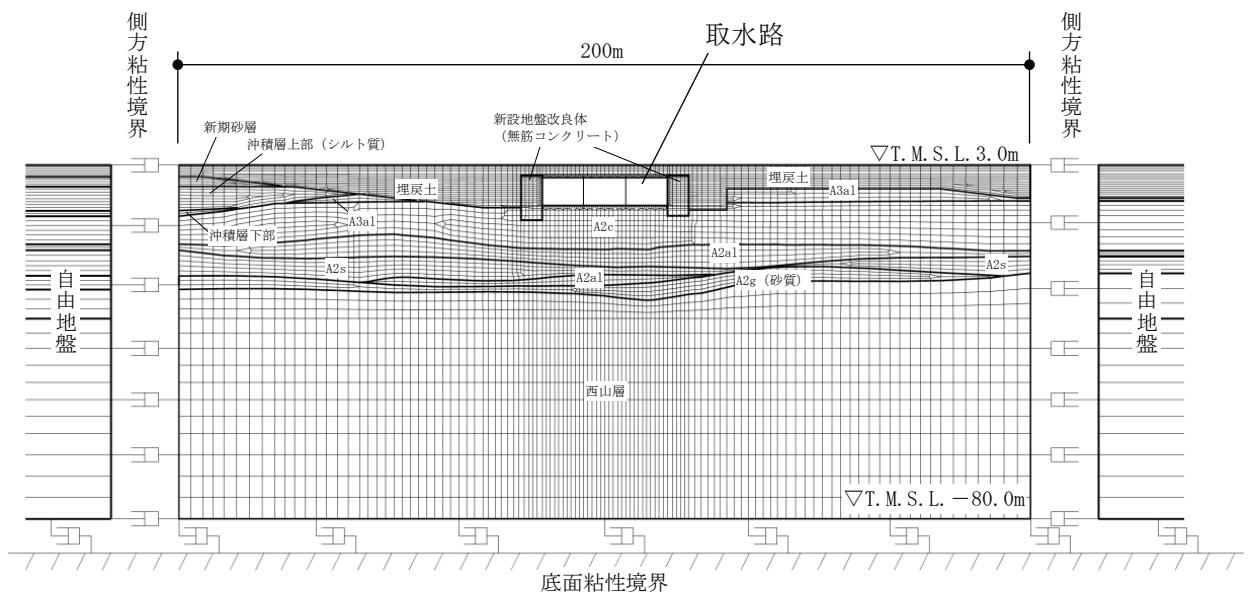 側方粘性境界
200m
取水路
側方粘性境界
新期砂層
沖積層上部（シルト質）
新設地盤改良体
（無筋コンクリート）
▽T.M.S.L.3.0m
埋戻土
埋戻土
A3a1
A3a1
沖積層下部
A2c
A2a1
A2s
A2a1
A2s
A2g（砂質）
自由地盤
自由地盤
西山層
▽T.M.S.L.－80.0m
底面粘性境界